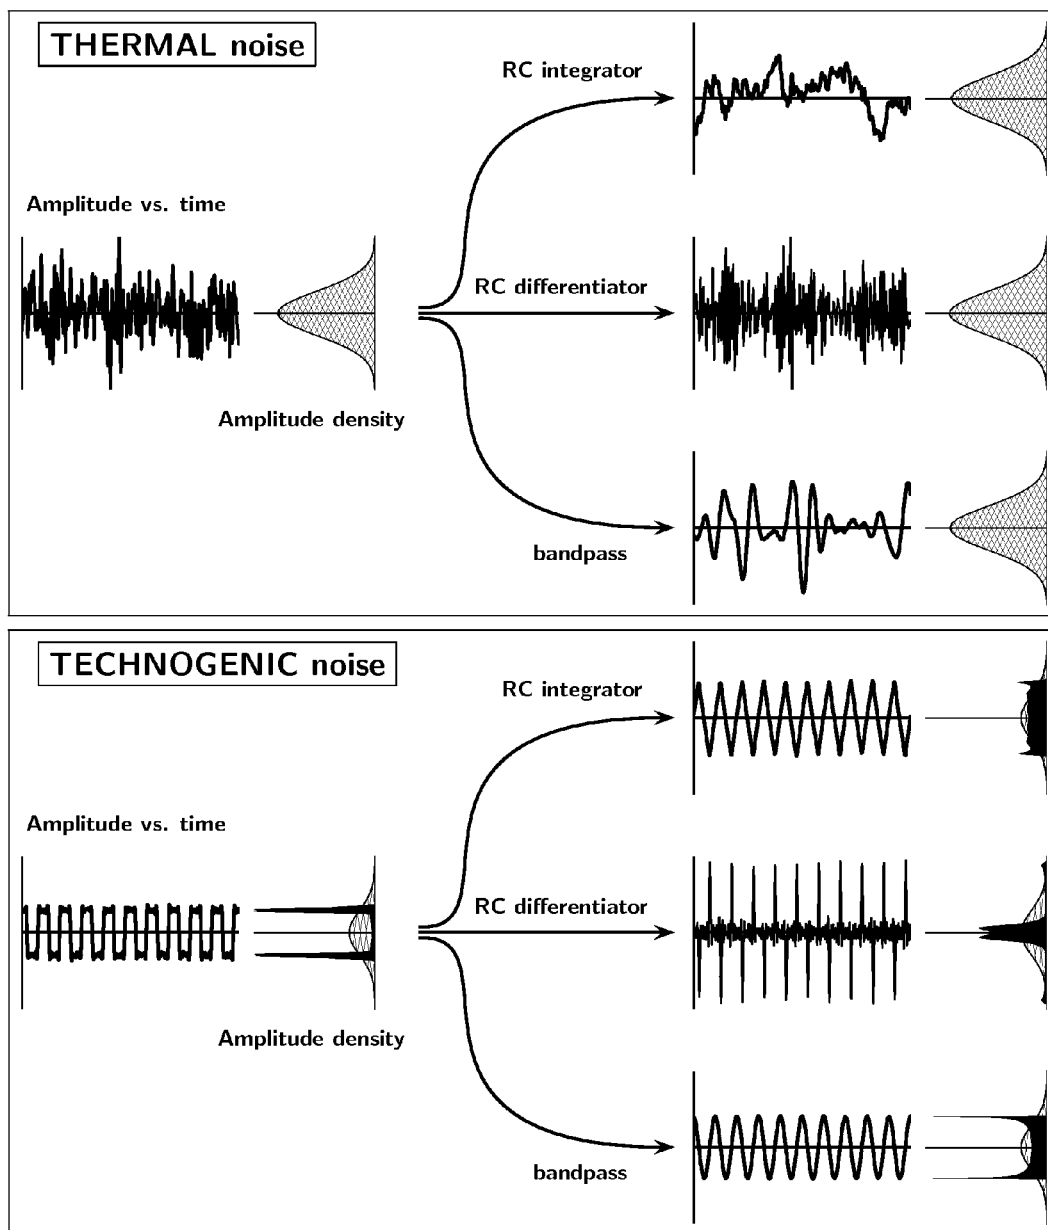 THERMAL noise
RC integrator
Amplitude vs. time
RC differentiator
Amplitude density
bandpass
TECHNOGENIC noise
RC integrator
Amplitude vs. time
RC differentiator
Amplitude density
bandpass